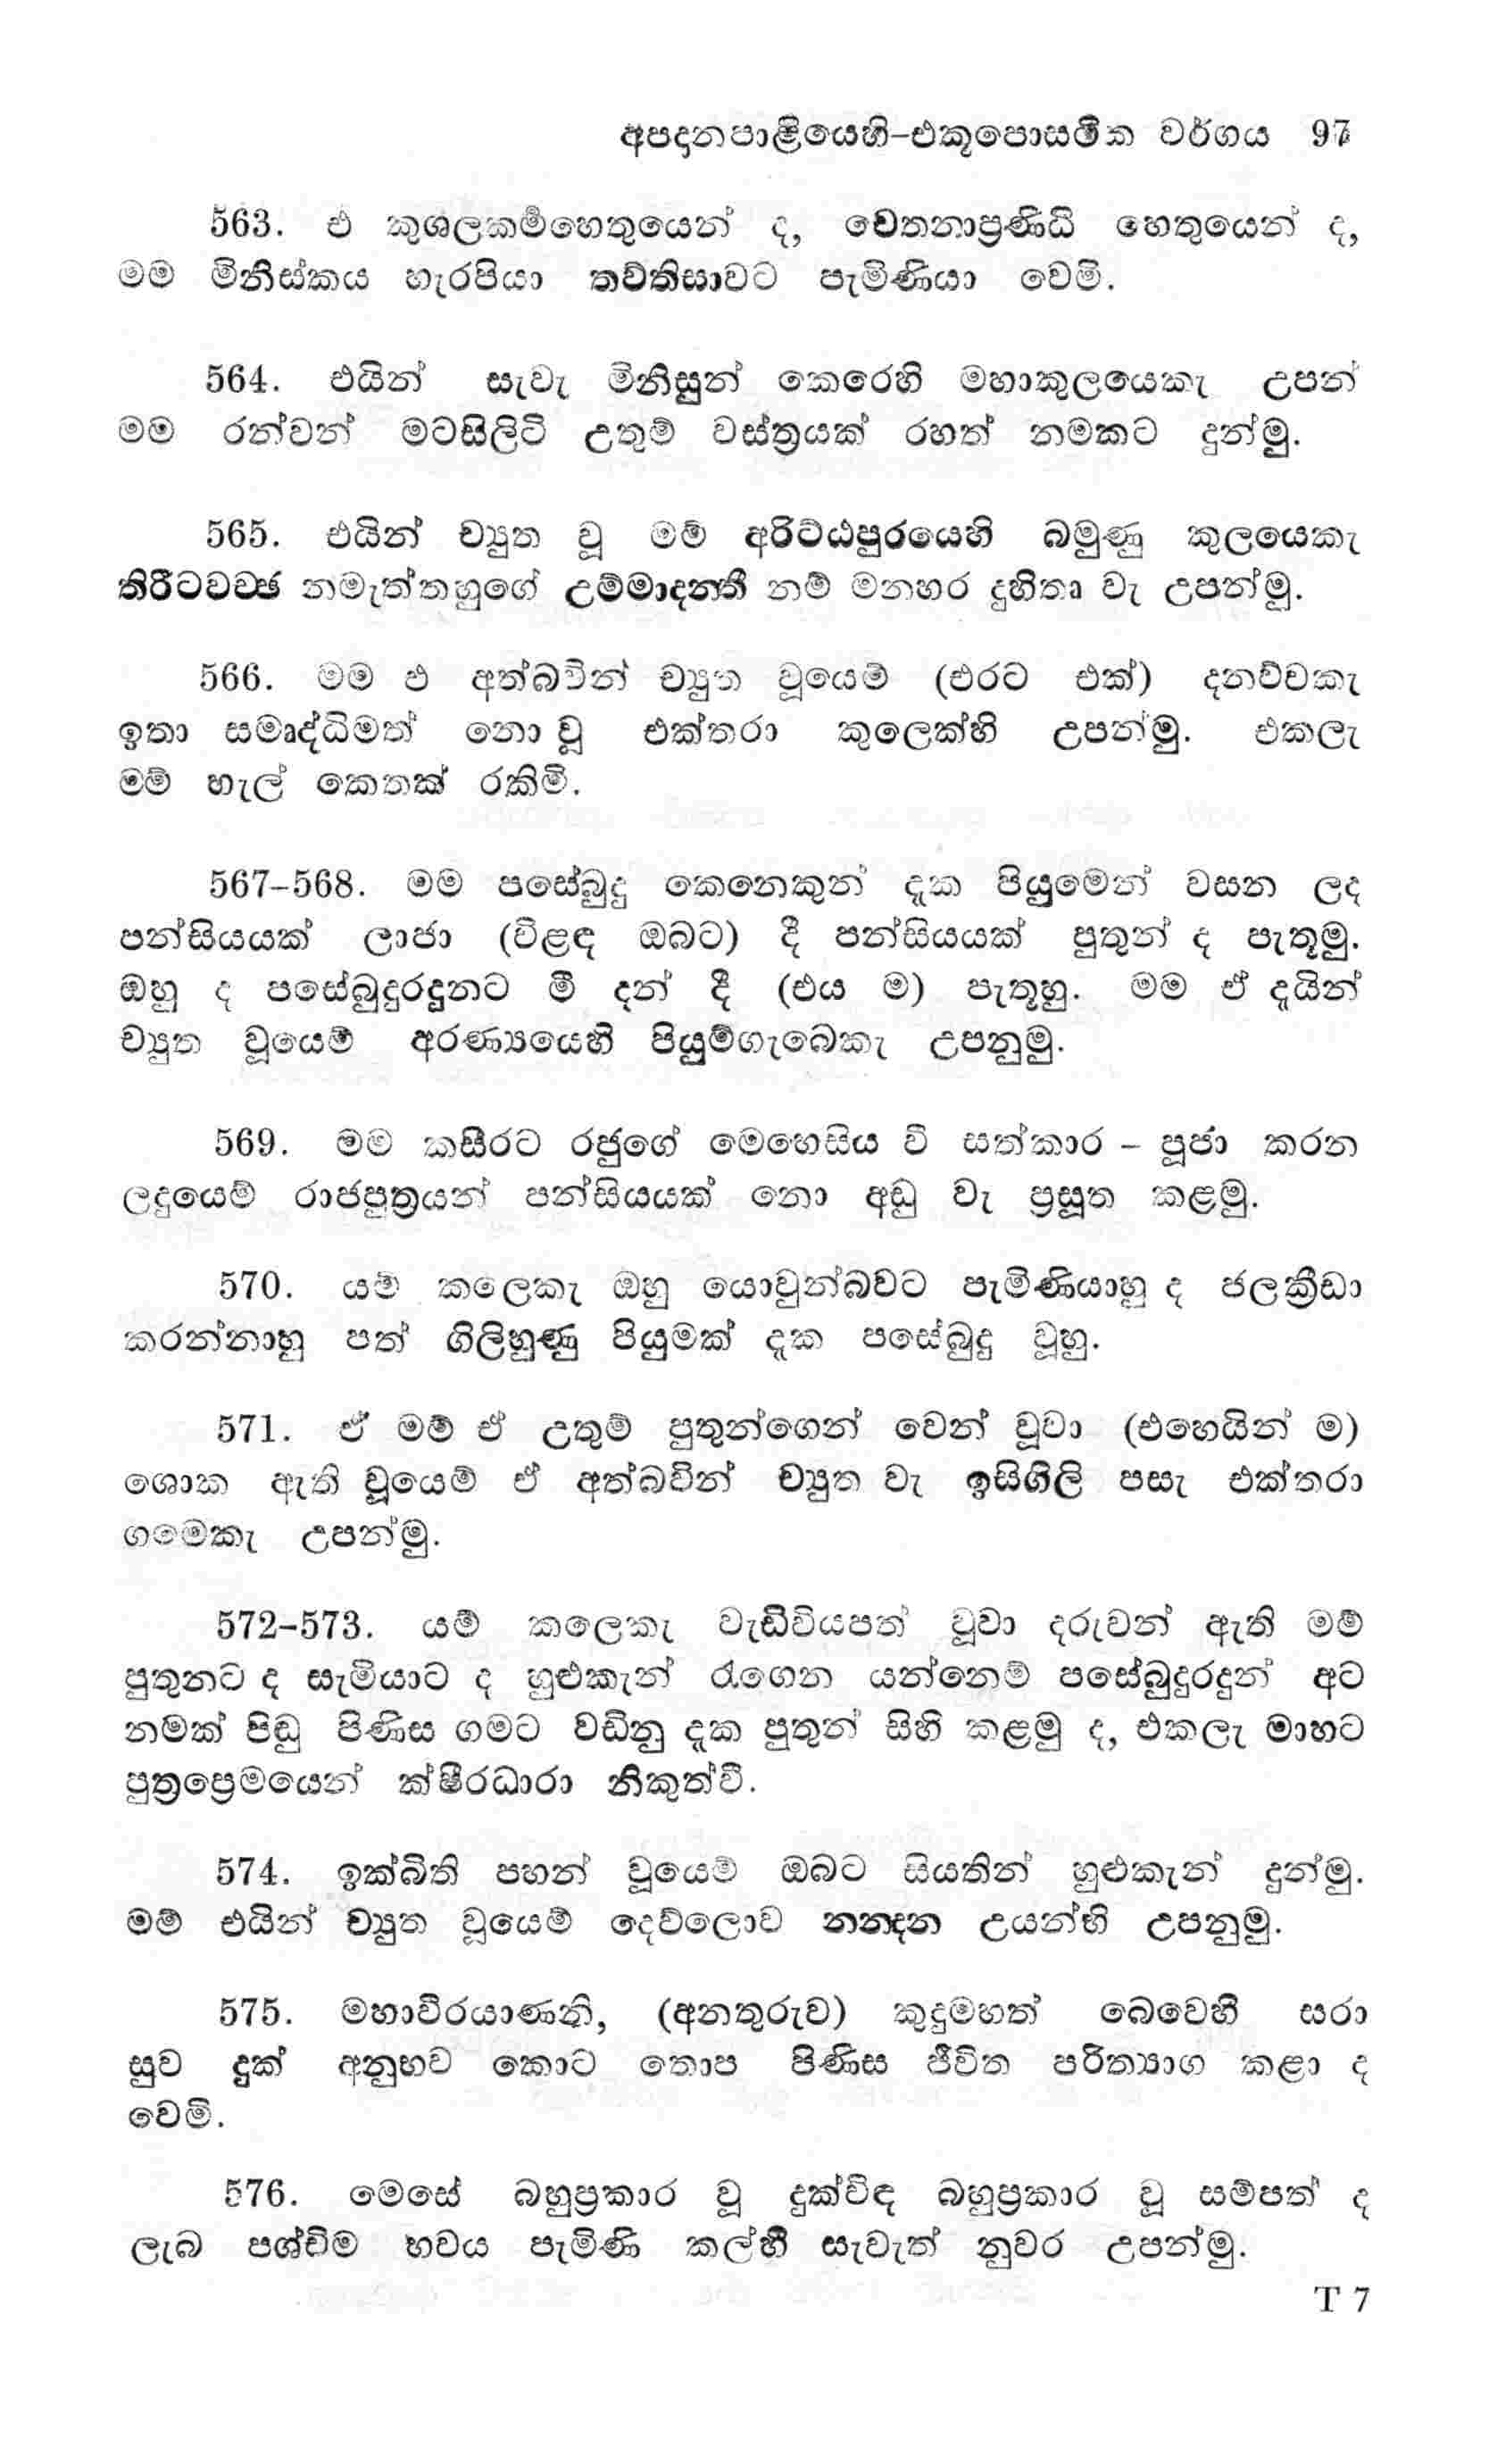 අපදානපාළියෙහි–එකූපොසථික වර්ගය 97
563. එ කුශලකර්‍මහෙතුයෙන් ද, චෙතනාප්‍රණිධි හෙතුයෙන් ද,
මම මිනිස්කය හැරපියා තව්තිසාවට පැමිණියා වෙමි.
564. එයින් සැවැ මිනිසුන් කෙරෙහි මහාකුලයෙකැ උපන්
මම රන්වන් මටසිලිටි උතුම් වස්ත්‍රයක් රහත් නමකට දුන්මු.
565. එයින් ච්‍යුත වූ මම් අරිට්ඨපුරයෙහි බමුණු කුලයෙකැ
තිරීටවච්ඡ නමැත්තහුගේ උම්මාදන්තී නම් මනහර දුහිතෘ වැ උපන්මු.
566. මම එ අත්බවින් ච්‍යුත වූයෙම් (එරට එක්) දනව්වකැ
ඉතා සමෘද්ධිමත් නො වූ එක්තරා කුලෙක්හි උපන්මු. එකලැ
මම් හැල් කෙතක් රකිමි.
567–568. මම පසේබුදු කෙනෙකුන් දැක පියුමෙන් වසන ලද
පන්සියයක් ලාජා (විළඳ ඔබට) දී පන්සියයක් පුතුන් ද පැතූමු.
ඔහු ද පසේබුදුරදුනට මී දන් දී (එය ම) පැතූහු. මම ඒ දැයින්
ච්‍යුත වූයෙම් අරණ්‍යයෙහි පියුම්ගැබෙකැ උපනුමු.
569. මම කසීරට රජුගේ මෙහෙසිය වී සත්කාර – පූජා කරන
ලදුයෙම් රාජපුත්‍රයන් පන්සියයක් නො අඩු වැ ප්‍රසූත කළමු.
570. යම් කලෙකැ ඔහු යොවුන්බවට පැමිණියාහු ද ජලක්‍රීඩා
කරන්නාහු පත් ගිලිහුණු පියුමක් දැක පසේබුදු වූහු.
571. ඒ මම් ඒ උතුම් පුතුන්ගෙන් වෙන් වූවා (එහෙයින් ම)
ශොක ඇති වූයෙම් ඒ අත්බවින් ච්‍යුත වැ ඉසිගිලි පසැ එක්තරා
ගමෙකැ උපන්මු.
572–573. යම් කලෙකැ වැඩිවියපත් වූවා දරුවන් ඇති මම්
පුතුනට ද සැමියාට ද හුළුකැන් රැගෙන යන්නෙම් පසේබුදුරදුන් අට
නමක් පිඬු පිණිස ගමට වඩිනු දැක පුතුන් සිහි කළමු ද, එකලැ මාහට
පුත්‍රප්‍රෙමයෙන් ක්ෂීරධාරා නිකුත්වී.
574. ඉක්බිති පහන් වූයෙම් ඔබට සියතින් හුළුකැන් දුන්මු.
මම් එයින් ච්‍යුත වූයෙම් දෙව්ලොව නන්දන උයන්හි උපනුමු.
575. මහාවීරයාණනි, (අනතුරුව) කුදුමහත් බෙවෙහි සරා
සුව දුක් අනුභව කොට තොප පිණිස ජීවිත පරිත්‍යාග කළා ද
වෙමි.
576. මෙසේ බහුප්‍රකාර වූ දුක්විඳ බහුප්‍රකාර වූ සම්පත් ද
ලැබ පශ්චිම භවය පැමිණි කල්හි සැවැත් නුවර උපන්මු.
T 7